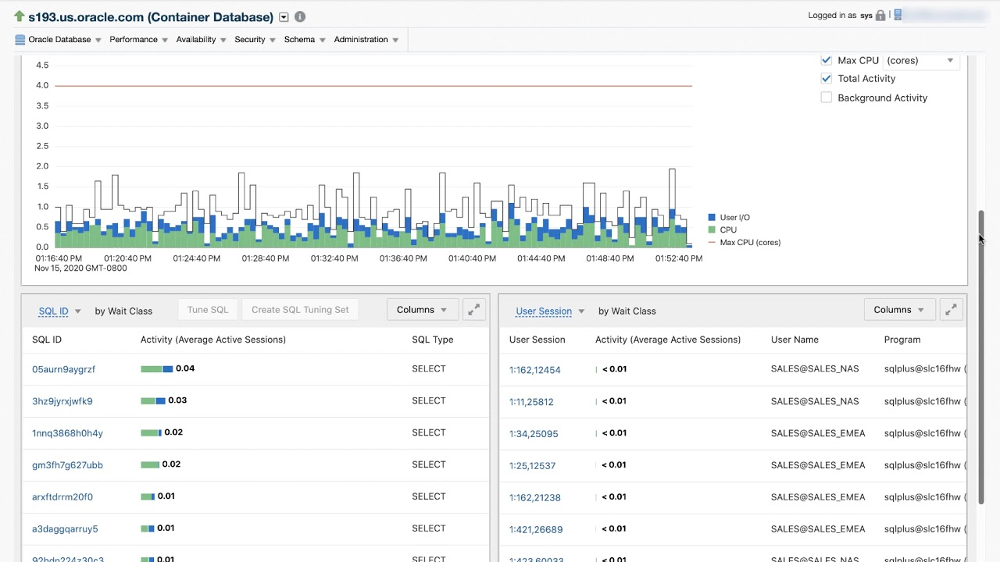 s193.us.oracle.com (Container Database)
Logged in as sys
Oracle Database Performance Availability Security Schema Administration
4.5
4.0
3.5
3.0
2.5
2.0
1.5
1.0
0.5
0.0
01:16:40 PM 01:20:40 PM 01:24:40 PM 01:28:40 PM 01:32:40 PM 01:36:40 PM 01:40:40 PM 01:44:40 PM 01:48:40 PM 01:52:40 PM
Nov 15, 2020 GMT-0800
Max CPU (cores)
Total Activity
Background Activity
User I/O
CPU
Max CPU (cores)
SQL ID by Wait Class Tune SQL Create SQL Tuning Set Columns
SQL ID Activity (Average Active Sessions) SQL Type
05aurn9aygrzf 0.04 SELECT
3hz9jyrxjwfk9 0.03 SELECT
1nnq3868h0h4y 0.02 SELECT
gm3fh7g627ubb 0.02 SELECT
arxftdrrm20f0 0.01 SELECT
a3daggqarruy5 0.01 SELECT
92bdn224z30c3 0.01 SELECT
User Session by Wait Class Columns
User Session Activity (Average Active Sessions) User Name Program
1:162,12454 < 0.01 SALES@SALES_NAS sqlplus@slc16fhw (
1:11,25812 < 0.01 SALES@SALES_NAS sqlplus@slc16fhw (
1:34,25095 < 0.01 SALES@SALES_EMEA sqlplus@slc16fhw (
1:25,12537 < 0.01 SALES@SALES_EMEA sqlplus@slc16fhw (
1:162,21238 < 0.01 SALES@SALES_EMEA sqlplus@slc16fhw (
1:421,26689 < 0.01 SALES@SALES_EMEA sqlplus@slc16fhw (
1:423,60033 < 0.01 SALES@SALES_EMEA sqlplus@slc16fhw (